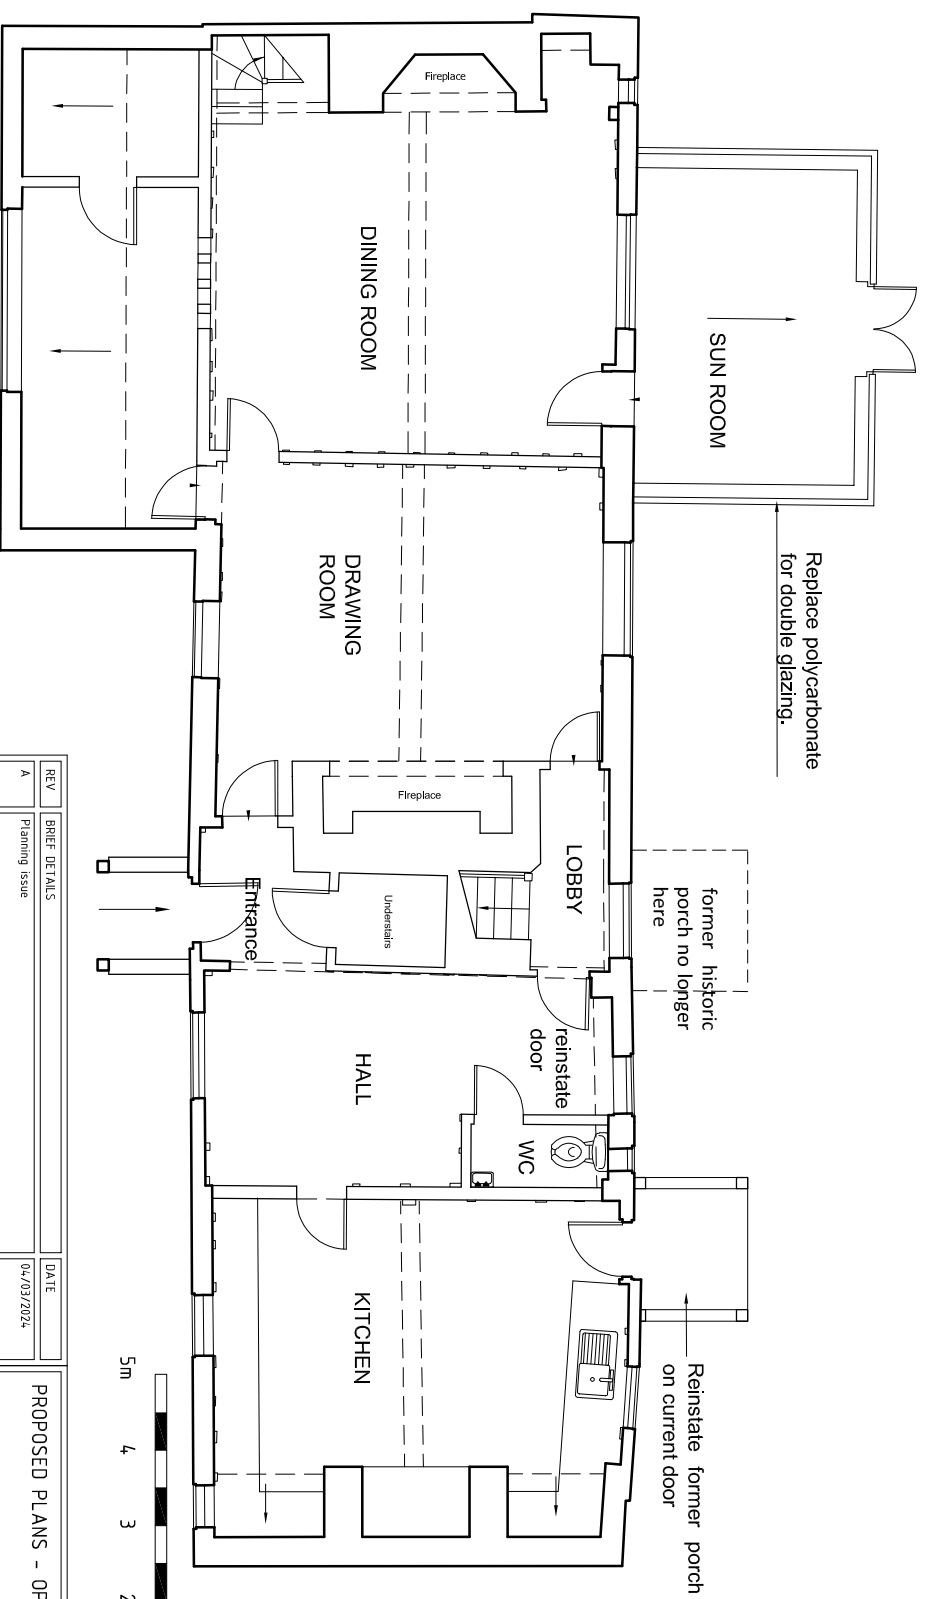 Fireplace
DINING ROOM
SUN ROOM
Replace polycarbonate
for double glazing.
DRAWING
ROOM
FIreplace
LOBBY
Entrance
Understairs
former historic
porch no longer
here
HALL
reinstate
door
WC
KITCHEN
Reinstate former porch
on current door
REV
BRIEF DETAILS
DATE
A
Planning issue
04/03/2024
5m
4
3
PROPOSED PLANS -